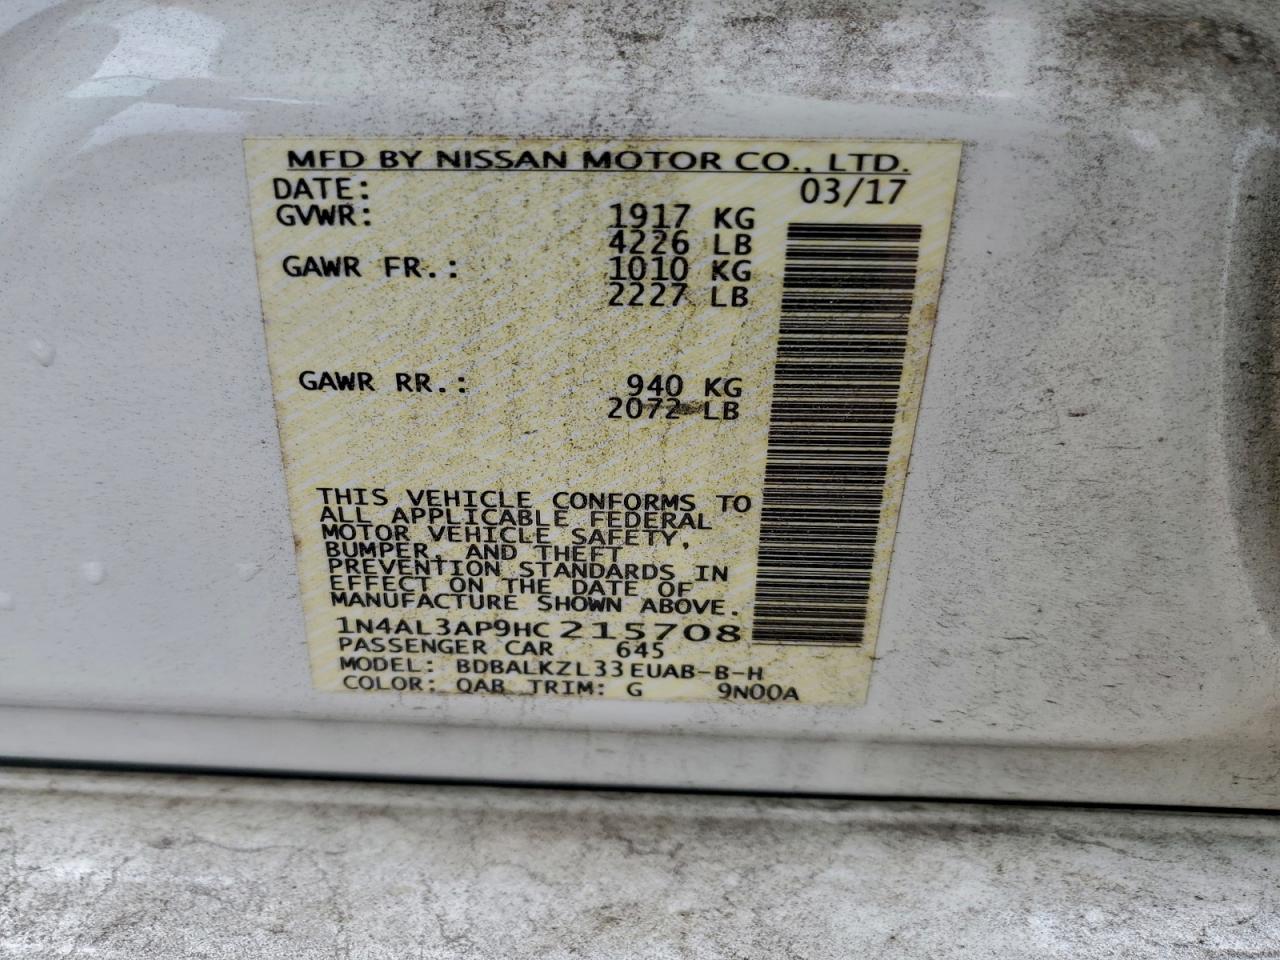 MFD BY NISSAN MOTOR CO., LTD.
DATE: 03/17
GVWR: 1917 KG
4226 LB
GAWR FR.: 1010 KG
2227 LB
GAWR RR.: 940 KG
2072 LB
THIS VEHICLE CONFORMS TO
ALL APPLICABLE FEDERAL
MOTOR VEHICLE SAFETY,
BUMPER, AND THEFT
PREVENTION STANDARDS IN
EFFECT ON THE DATE OF
MANUFACTURE SHOWN ABOVE.
1N4AL3AP9HC215708
PASSENGER CAR 645
MODEL: BDBALKZL33EUAB-B-H
COLOR: QAB TRIM: G 9N00A